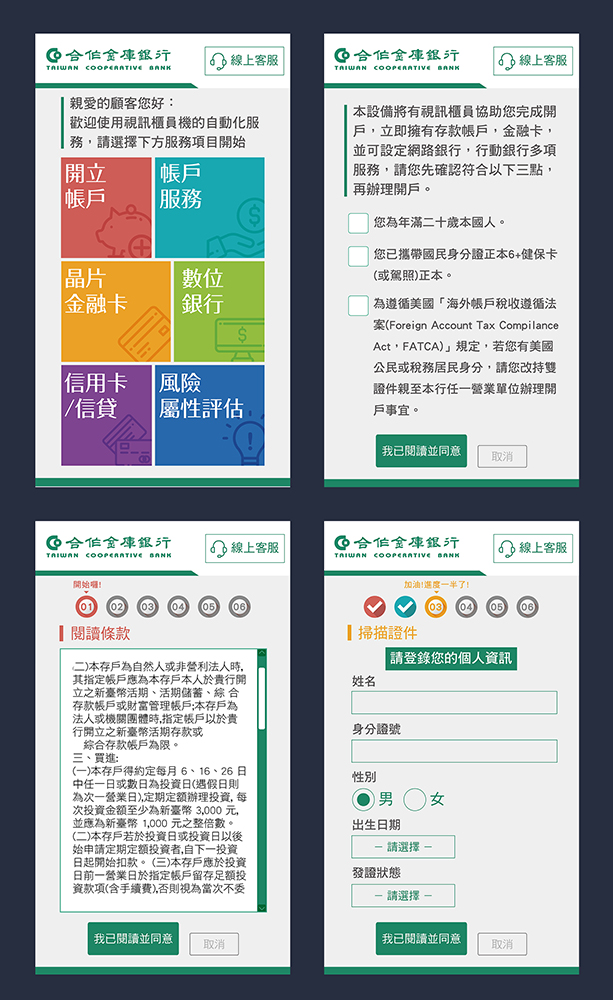 合作金庫銀行
TAIWAN COOPERATIVE BANK
線上客服
親愛的顧客您好：
歡迎使用視訊櫃員機的自動化服
務，請選擇下方服務項目開始
開立
帳戶
帳戶
服務
晶片
金融卡
數位
銀行
信用卡
/信貸
風險
屬性評估
合作金庫銀行
TAIWAN COOPERATIVE BANK
線上客服
本設備將有視訊櫃員協助您完成開
戶，立即擁有存款帳戶，金融卡，
並可設定網路銀行，行動銀行多項
服務，請您先確認符合以下三點，
再辦理開戶。
您為年滿二十歲本國人。
您已攜帶國民身分證正本6+健保卡
(或駕照)正本。
為遵循美國「海外帳戶稅收遵循法
案(Foreign Account Tax Compilance
Act，FATCA)」規定，若您有美國
公民或稅務居民身分，請您改持雙
證件親至本行任一營業單位辦理開
戶事宜。
我已閱讀並同意
取消
合作金庫銀行
TAIWAN COOPERATIVE BANK
線上客服
開始囉!
01 02 03 04 05 06
閱讀條款
二)本存戶為自然人或非營利法人時,
其指定帳戶應為本存戶本人於貴行開
立之新臺幣活期、活期儲蓄、綜 合
存款帳戶或財富管理帳戶;本存戶為
法人或機關團體時,指定帳戶以於貴
行開立之新臺幣活期存款或
綜合存款帳戶為限。
三、買進:
(一)本存戶得約定每月 6、16、26 日
中任一日或數日為投資日(遇假日則
為次一營業日),定期定額辦理投資, 每
次投資金額至少為新臺幣 3,000 元,
並應為新臺幣 1,000 元之整倍數。
(二)本存戶若於投資日或投資日以後
始申請定期定額投資者,自下一投資
日起開始扣款。 (三)本存戶應於投資
日前一營業日於指定帳戶留存足額投
資款項(含手續費),否則視為當次不委
我已閱讀並同意
取消
合作金庫銀行
TAIWAN COOPERATIVE BANK
線上客服
加油!進度一半了!
03 04 05 06
掃描證件
請登錄您的個人資訊
姓名
身分證號
性別
男 女
出生日期
－ 請選擇 －
發證狀態
－ 請選擇 －
我已閱讀並同意
取消